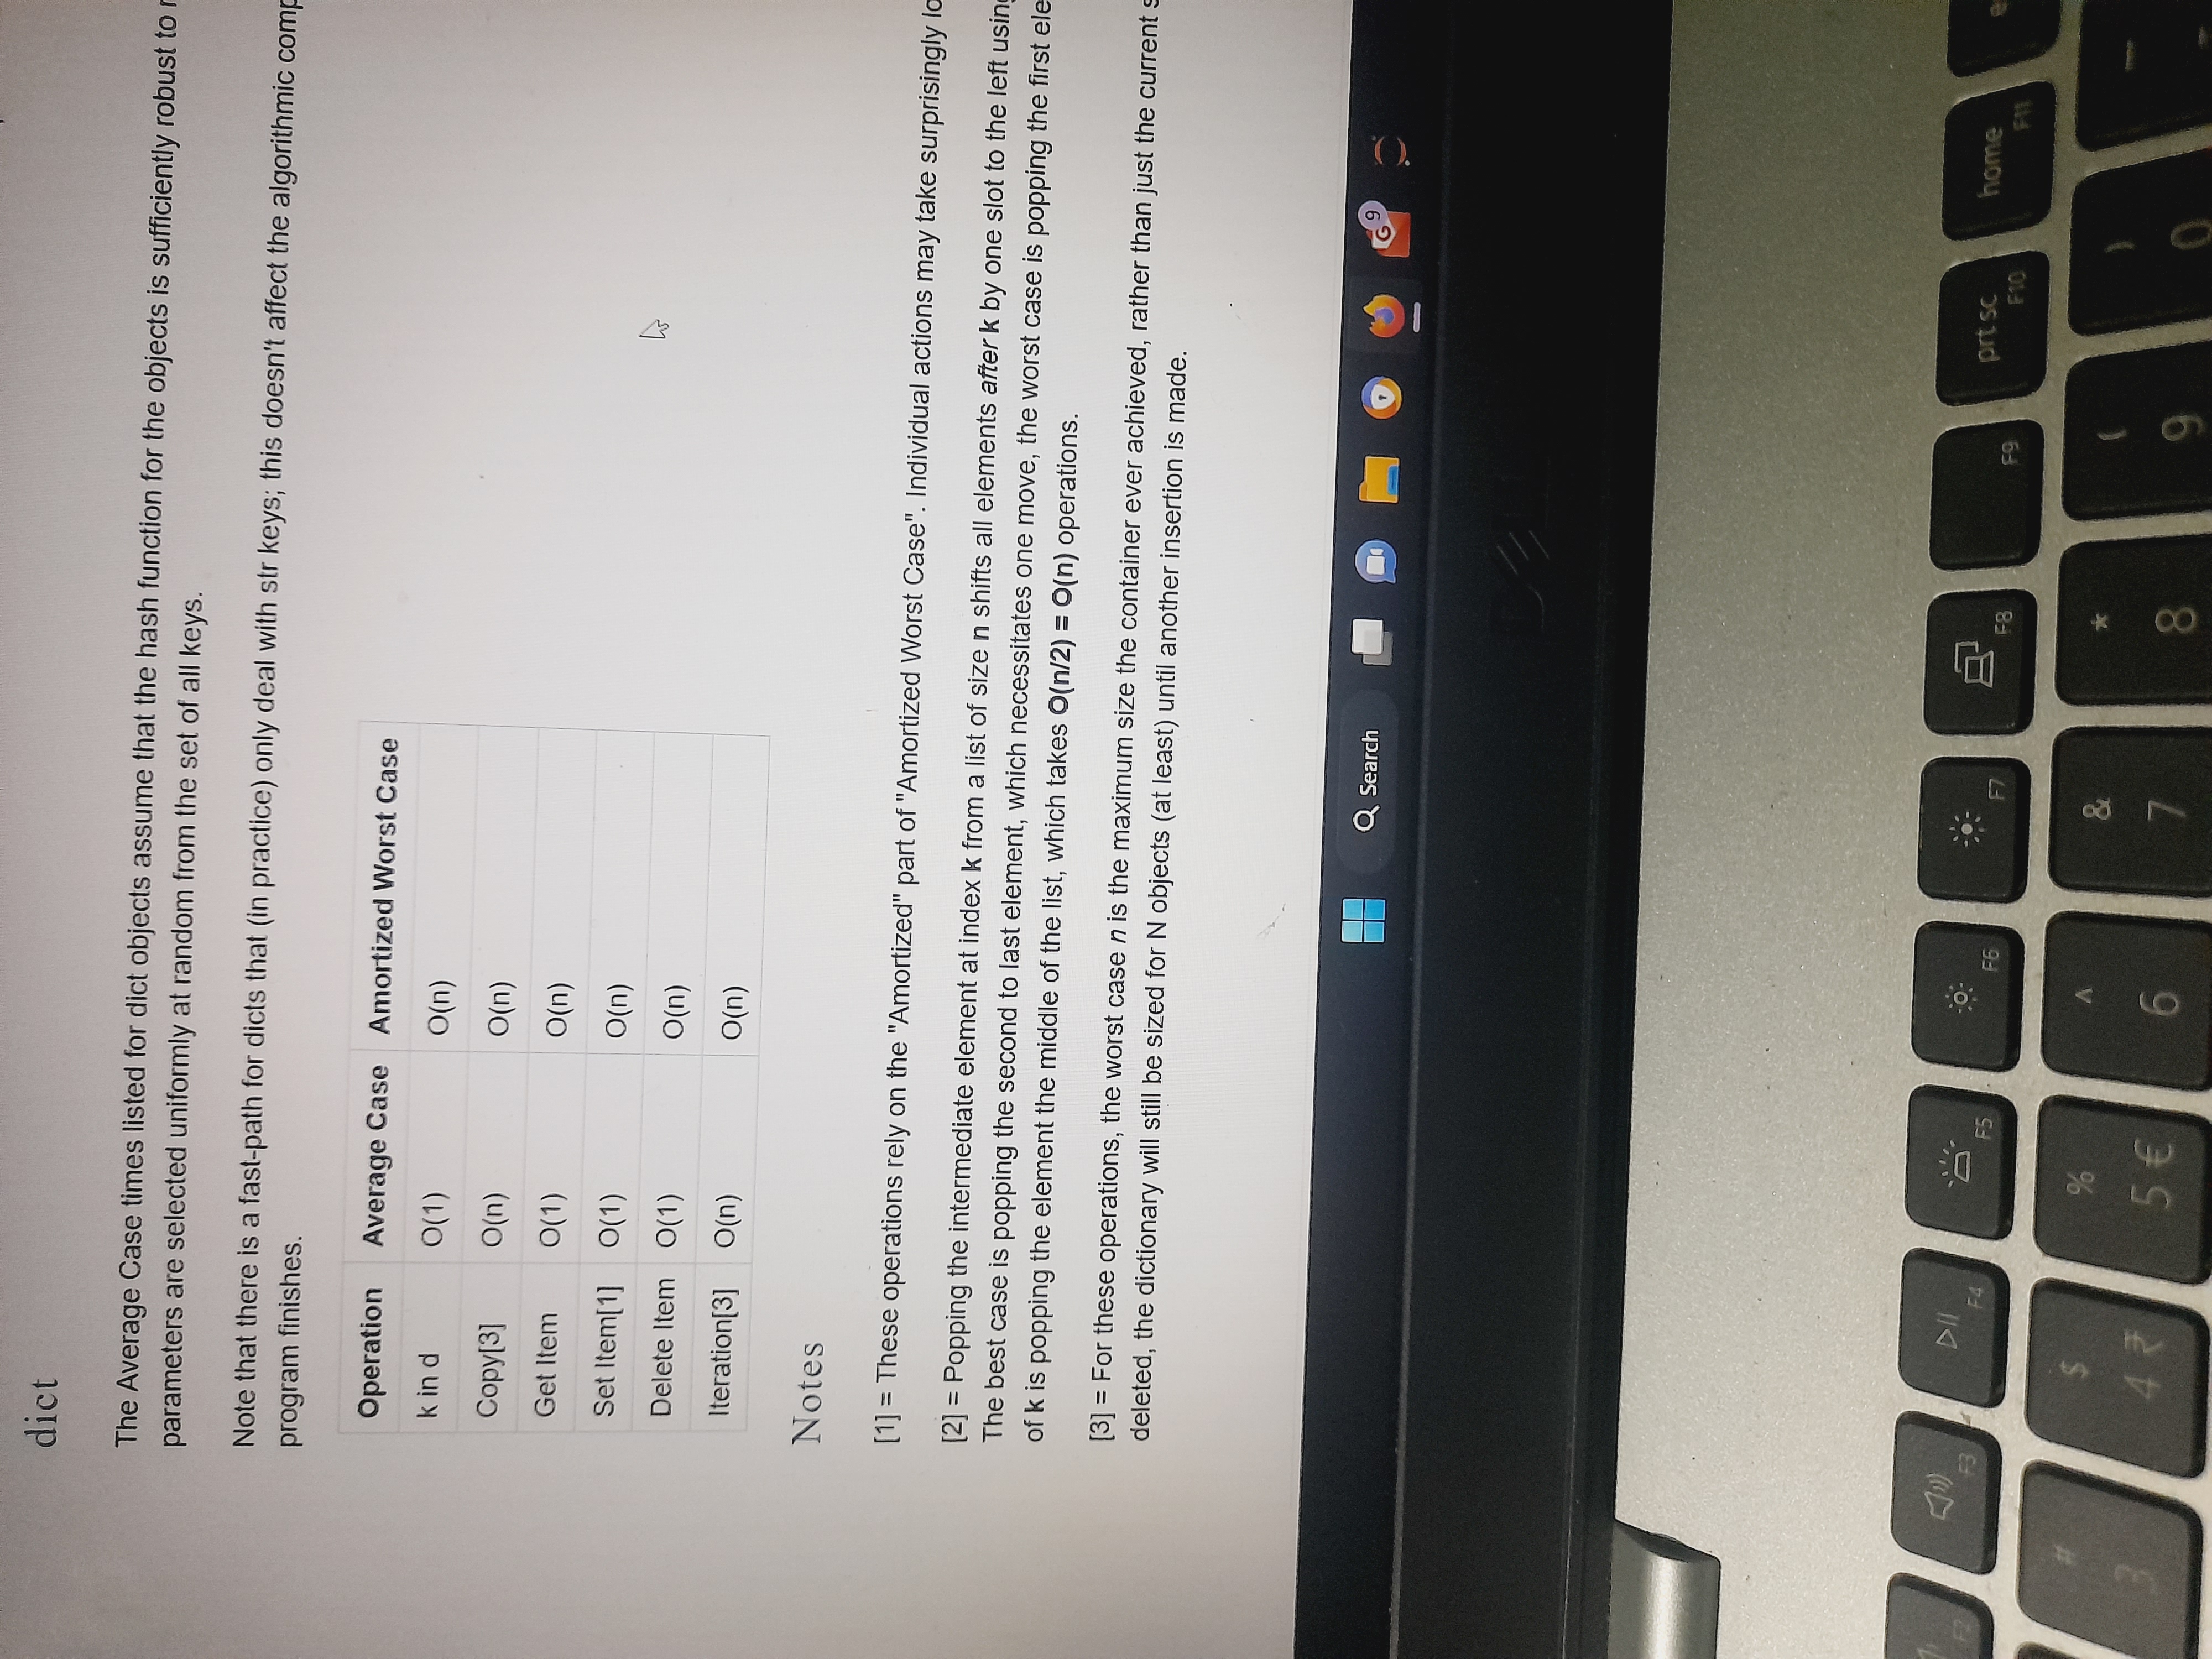 dict
The Average Case times listed for dict objects assume that the hash function for the objects is sufficiently robust to
parameters are selected uniformly at random from the set of all keys.
Note that there is a fast-path for dicts that (in practice) only deal with str keys; this doesn't affect the algorithmic comp
program finishes.
Operation Average Case Amortized Worst Case
k in d O(1) O(n)
Copy[3] O(n) O(n)
Get Item O(1) O(n)
Set Item[1] O(1) O(n)
Delete Item O(1) O(n)
Iteration[3] O(n) O(n)
Notes
[1] = These operations rely on the "Amortized" part of "Amortized Worst Case". Individual actions may take surprisingly lo
[2] = Popping the intermediate element at index k from a list of size n shifts all elements after k by one slot to the left using
The best case is popping the second to last element, which necessitates one move, the worst case is popping the first ele
of k is popping the element the middle of the list, which takes O(n/2) = O(n) operations.
[3] = For these operations, the worst case n is the maximum size the container ever achieved, rather than just the current s
deleted, the dictionary will still be sized for N objects (at least) until another insertion is made.
Search
G 9
DELL
F2 F3 F4 F5 F6 F7 F8 F9 prt sc F10 home F11
# $ % ^ & * ( )
3 4 ₹ 5 € 6 7 8 9 0